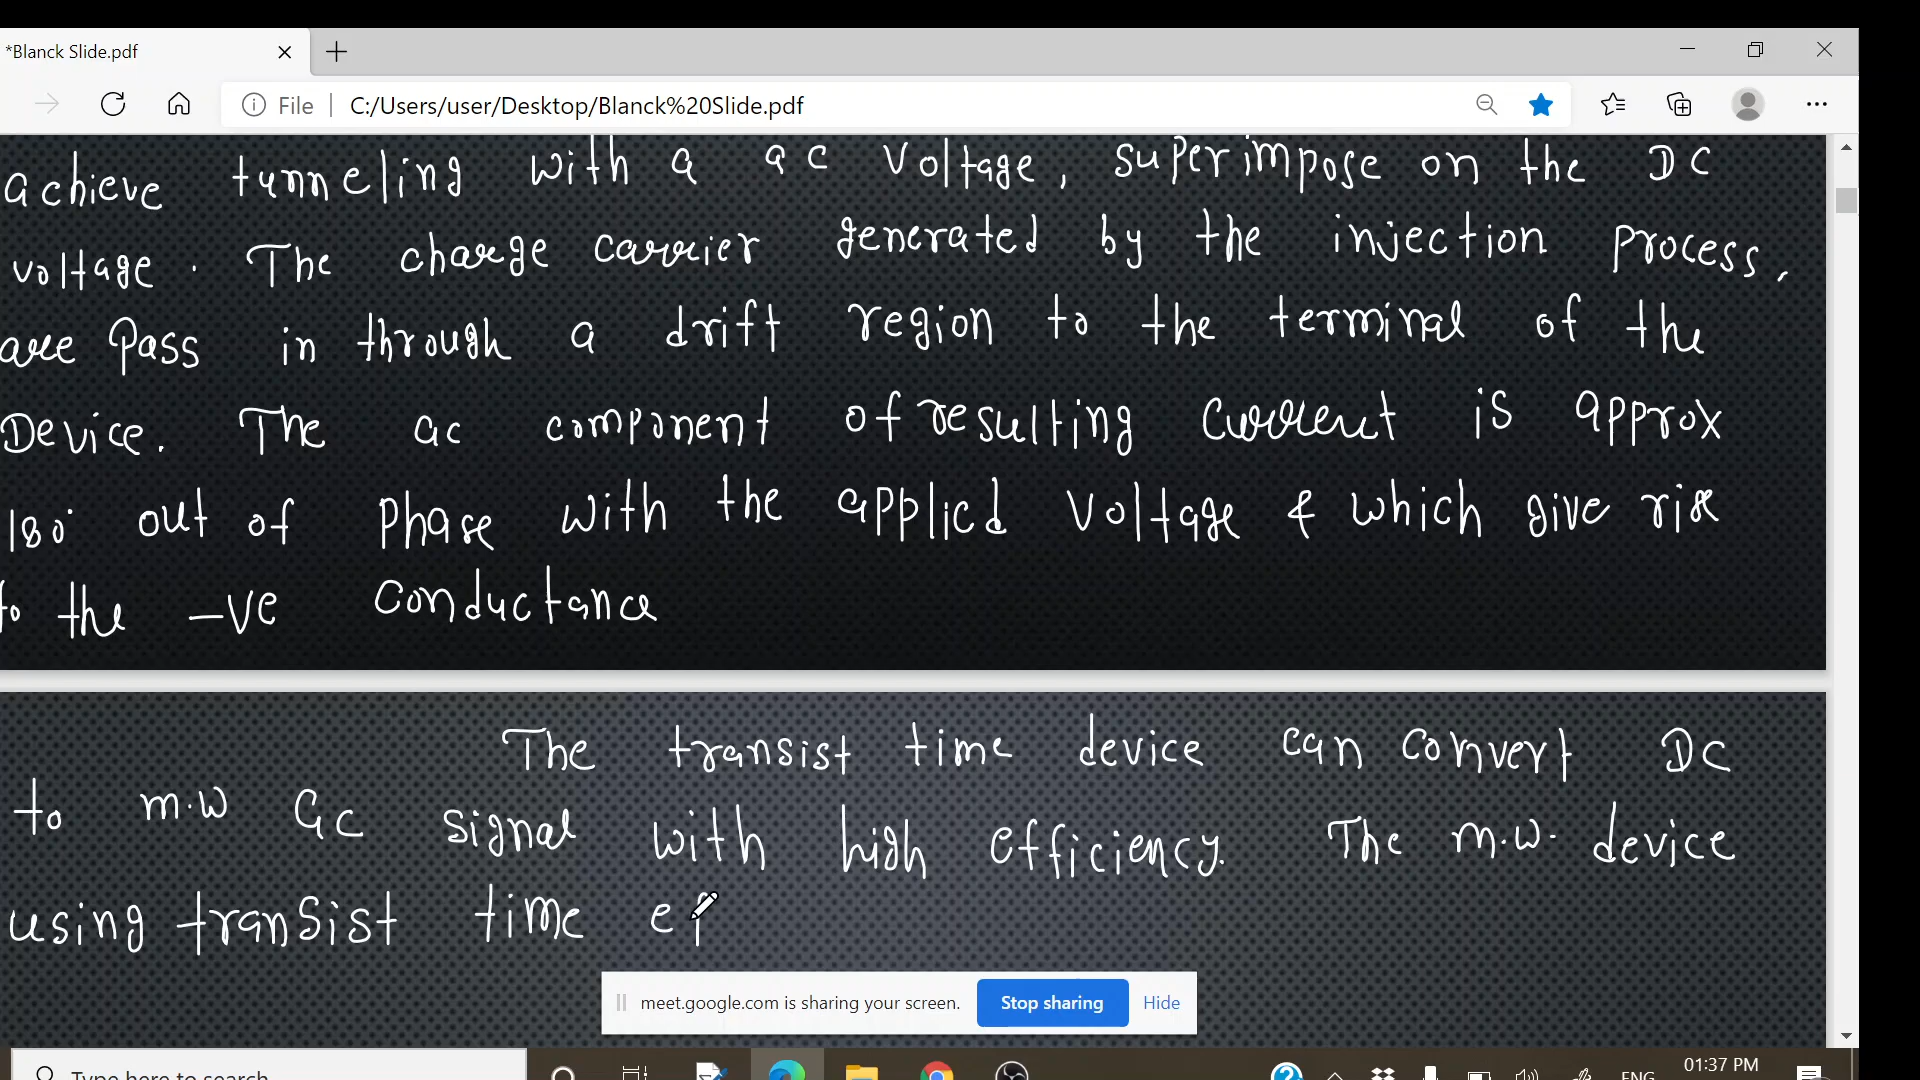 *Blanck Slide.pdf
File | C:/Users/user/Desktop/Blanck%20Slide.pdf
achieve tunneling with a ac voltage, superimpose on the DC
voltage. The charge carrier generated by the injection process,
are pass in through a drift region to the terminal of the
Device. The ac component of resulting current is approx
180° out of phase with the applied voltage & which give rise
to the -ve conductance
The transist time device can convert DC
to m.w ac signal with high efficiency. The m.w. device
using transist time ef
meet.google.com is sharing your screen. Stop sharing Hide
Type here to search
ENG 01:37 PM